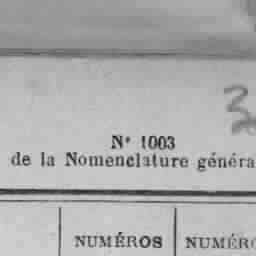 N° 1003
de la Nomenclature généra
NUMÉROS NUMÉRO